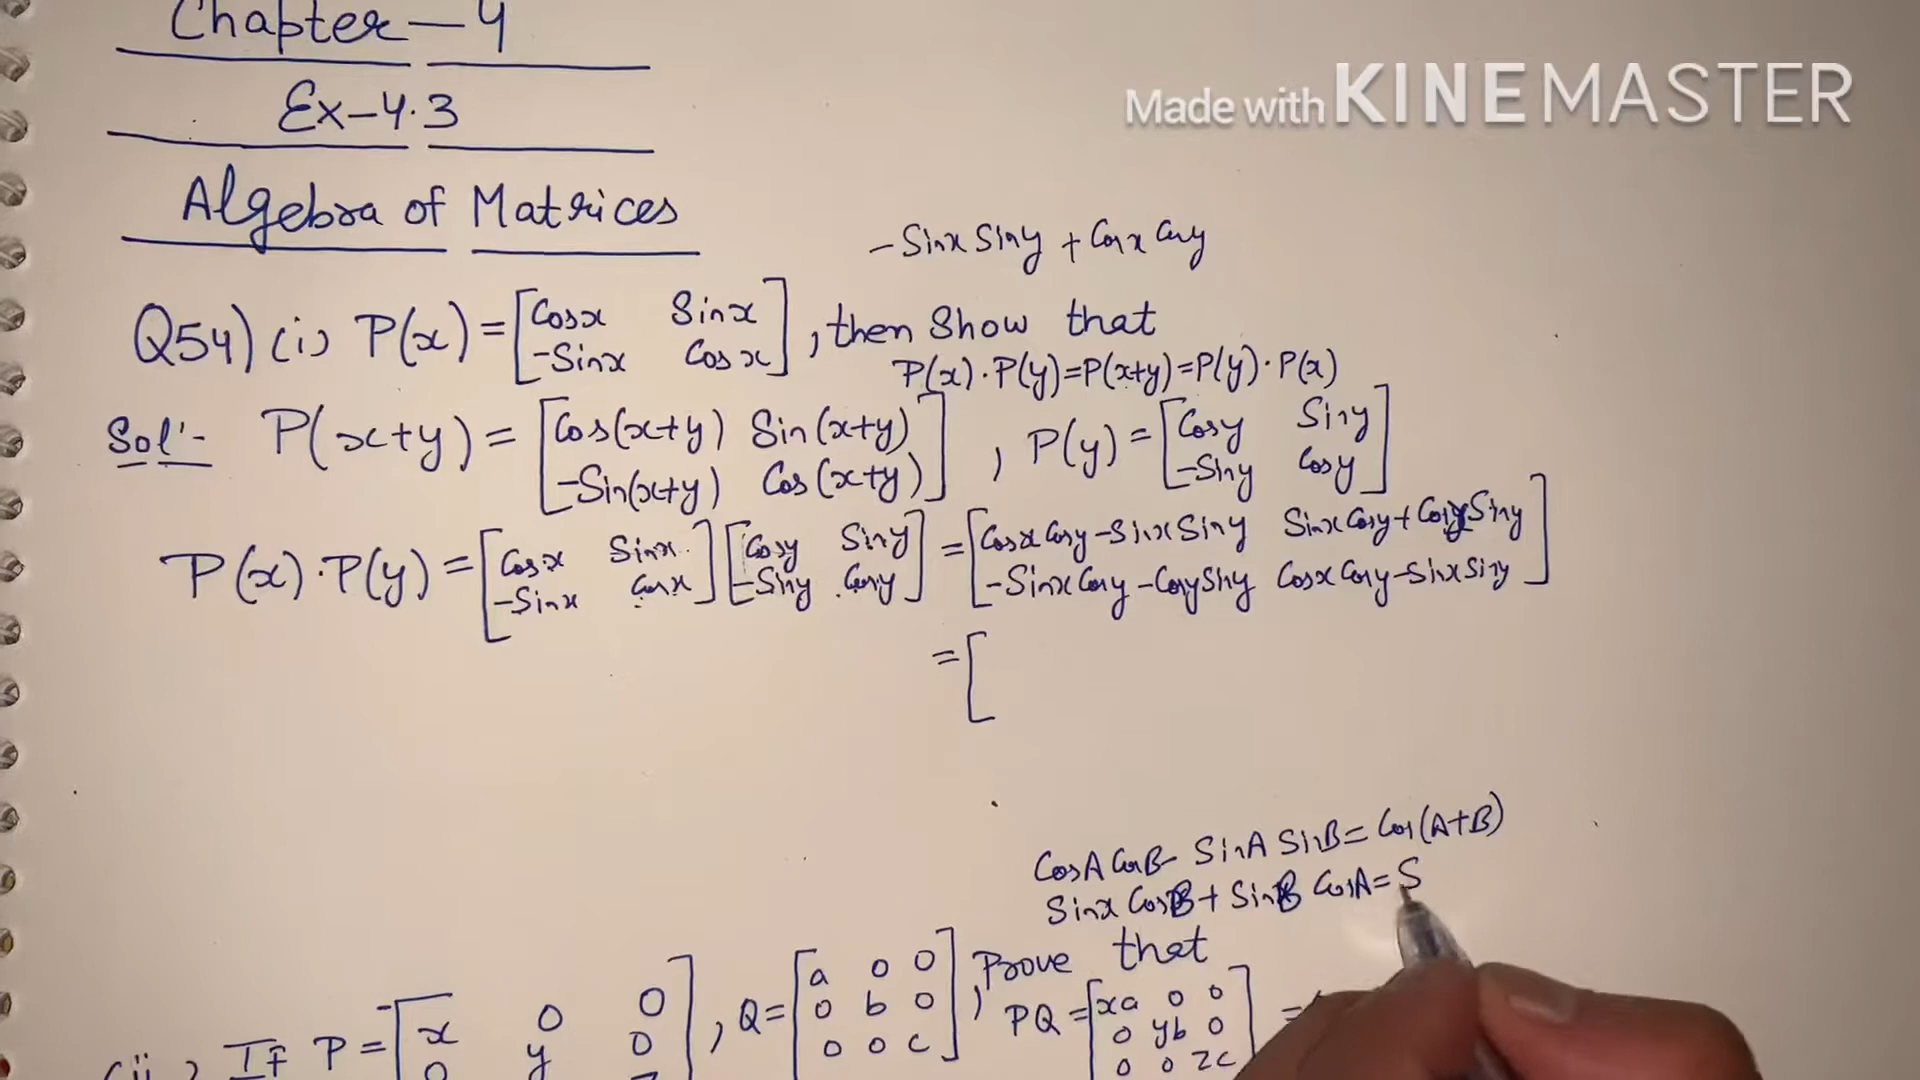 Chapter-4
Made with KINEMASTER
Ex-4.3
Algebra of Matrices
-Sinx Siny + Cosx Cosy
Q54) (i) P(x) = [Cosx Sinx
-Sinx Cosx] , then Show that
P(x)·P(y)=P(x+y)=P(y)·P(x)
Sol:- P(x+y) = [Cos(x+y) Sin(x+y)
-Sin(x+y) Cos(x+y)] , P(y) = [Cosy Siny
-Siny Cosy]
P(x)·P(y) = [Cosx Sinx
-Sinx Cosx] [Cosy Siny
-Siny Cosy] = [Cosx Cosy-Sinx Siny Sinx Cosy+ Siny
-Sinx Cosy -Cosy Siny Cosx Cosy-Sinx Siny]
= [
CosA CosB- SinA SinB= Cos(A+B)
Sinx CosB+ SinB CosA= S
(ii) If P = [x 0 0
0 y 0
, Q = [a 0 0
0 b 0
0 0 c] , Prove that
PQ = [xa 0 0
0 yb 0
0 0 zc] =